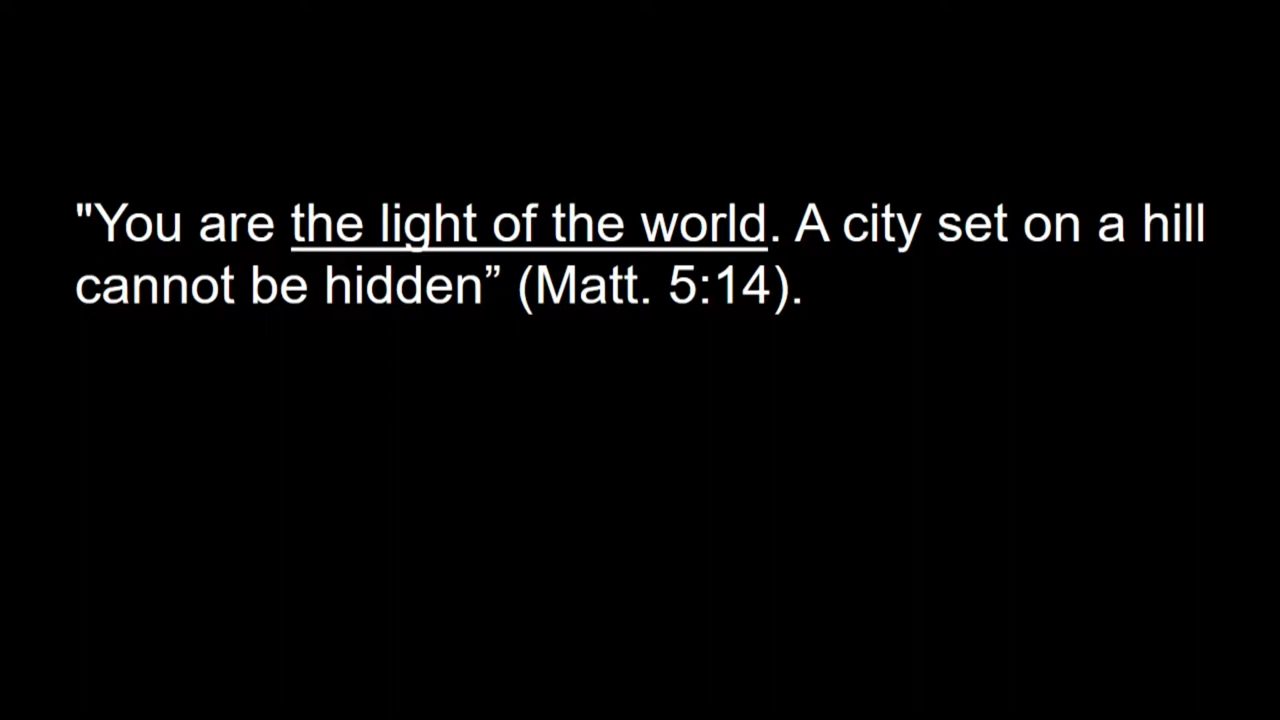 "You are the light of the world. A city set on a hill
cannot be hidden” (Matt. 5:14).